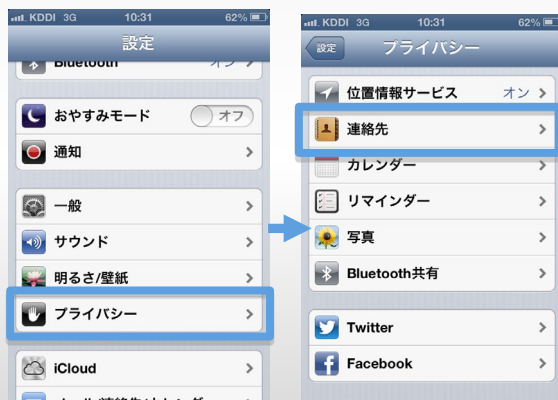 KDDI 3G 10:31 62%
設定
Bluetooth オン
おやすみモード オフ
通知
一般
サウンド
明るさ/壁紙
プライバシー
iCloud
KDDI 3G 10:31 62%
設定 プライバシー
位置情報サービス オン
連絡先
カレンダー
リマインダー
写真
Bluetooth共有
Twitter
Facebook